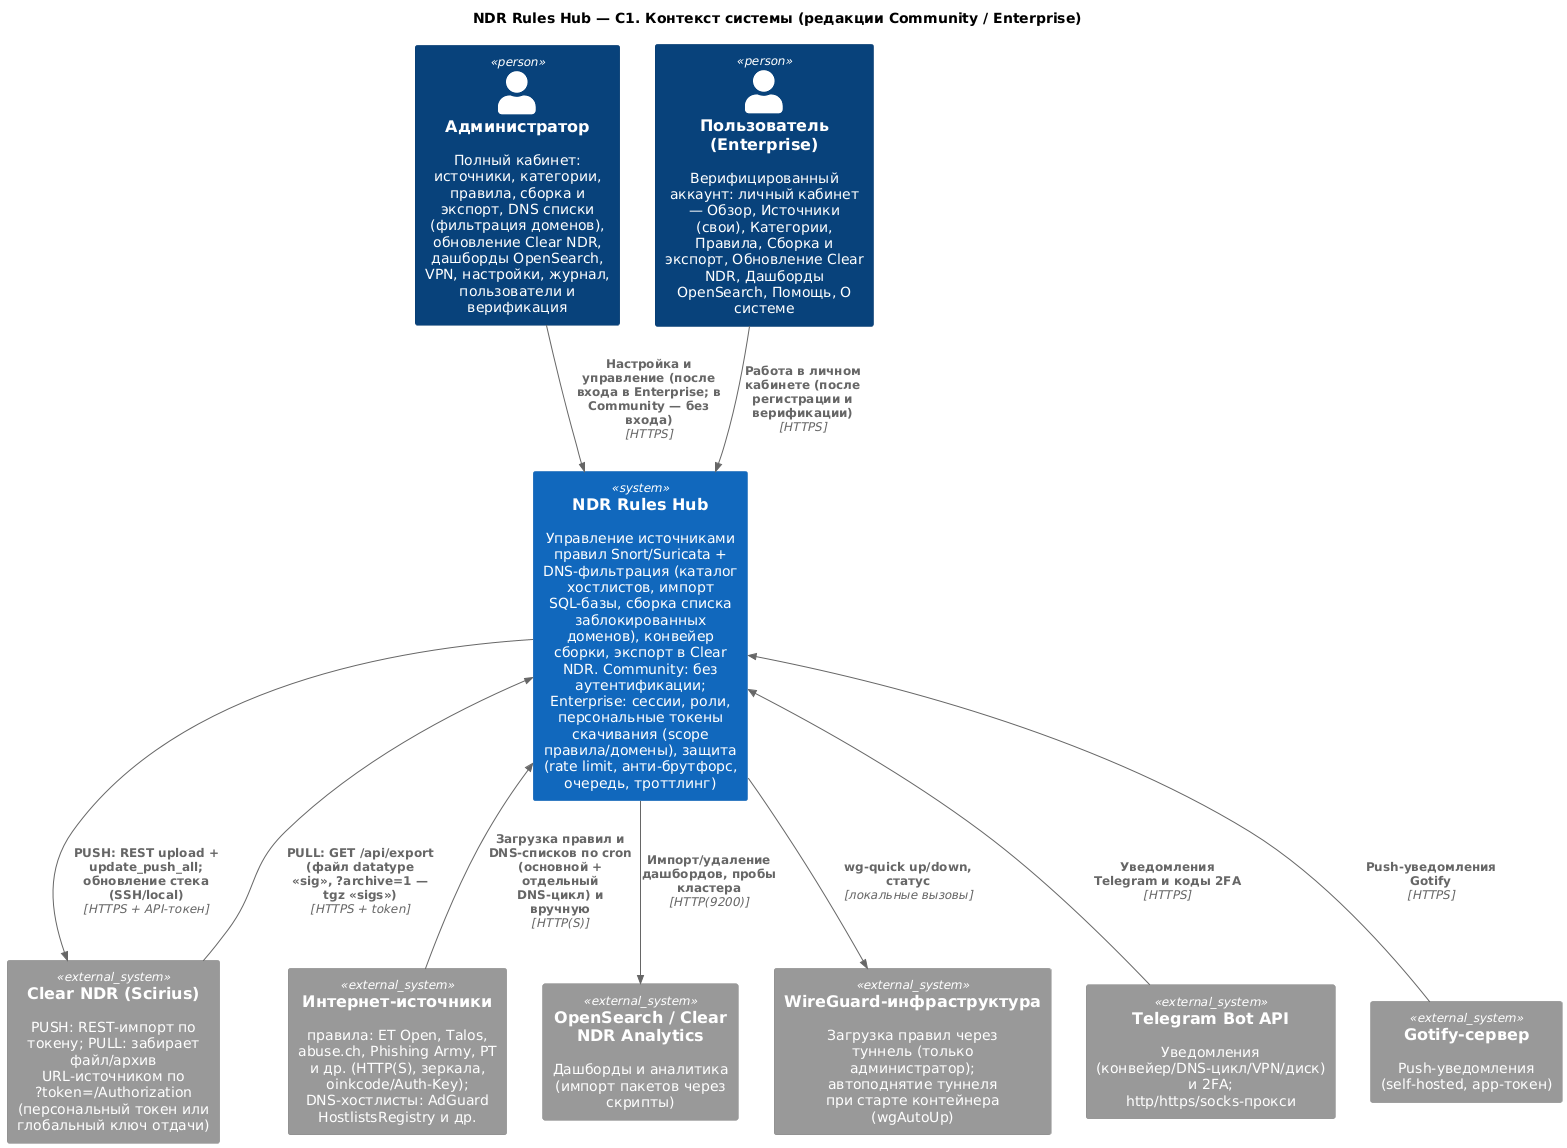 NDR Rules Hub — C1. Контекст системы (редакции Community / Enterprise)
«person»
Администратор
Полный кабинет:
источники, категории,
правила, сборка и
экспорт, DNS списки
(фильтрация доменов),
обновление Clear NDR,
дашборды OpenSearch,
VPN, настройки, журнал,
пользователи и
верификация
«person»
Пользователь
(Enterprise)
Верифицированный
аккаунт: личный кабинет
— Обзор, Источники
(свои), Категории,
Правила, Сборка и
экспорт, Обновление Clear
NDR, Дашборды
OpenSearch, Помощь, О
системе
Настройка и
управление (после
входа в Enterprise; в
Community — без
входа)
[HTTPS]
Работа в личном
кабинете (после
регистрации и
верификации)
[HTTPS]
«system»
NDR Rules Hub
Управление источниками
правил Snort/Suricata +
DNS-фильтрация (каталог
хостлистов, импорт
SQL-базы, сборка списка
заблокированных
доменов), конвейер
сборки, экспорт в Clear
NDR. Community: без
аутентификации;
Enterprise: сессии, роли,
персональные токены
скачивания (scope
правила/домены), защита
(rate limit, анти-брутфорс,
очередь, троттлинг)
PUSH: REST upload +
update_push_all;
обновление стека
(SSH/local)
[HTTPS + API-токен]
PULL: GET /api/export
(файл datatype
«sig», ?archive=1 —
tgz «sigs»)
[HTTPS + token]
Загрузка правил и
DNS-списков по cron
(основной +
отдельный
DNS-цикл) и
вручную
[HTTP(S)]
Импорт/удаление
дашбордов, пробы
кластера
[HTTP(9200)]
wg-quick up/down,
статус
[локальные вызовы]
Уведомления
Telegram и коды 2FA
[HTTPS]
Push-уведомления
Gotify
[HTTPS]
«external_system»
Clear NDR (Scirius)
PUSH: REST-импорт по
токену; PULL: забирает
файл/архив
URL-источником по
?token=/Authorization
(персональный токен или
глобальный ключ отдачи)
«external_system»
Интернет-источники
правила: ET Open, Talos,
abuse.ch, Phishing Army, PT
и др. (HTTP(S), зеркала,
oinkcode/Auth-Key);
DNS-хостлисты: AdGuard
HostlistsRegistry и др.
«external_system»
OpenSearch / Clear
NDR Analytics
Дашборды и аналитика
(импорт пакетов через
скрипты)
«external_system»
WireGuard-инфраструктура
Загрузка правил через
туннель (только
администратор);
автоподнятие туннеля
при старте контейнера
(wgAutoUp)
«external_system»
Telegram Bot API
Уведомления
(конвейер/DNS-цикл/VPN/диск)
и 2FA;
http/https/socks-прокси
«external_system»
Gotify-сервер
Push-уведомления
(self-hosted, app-токен)